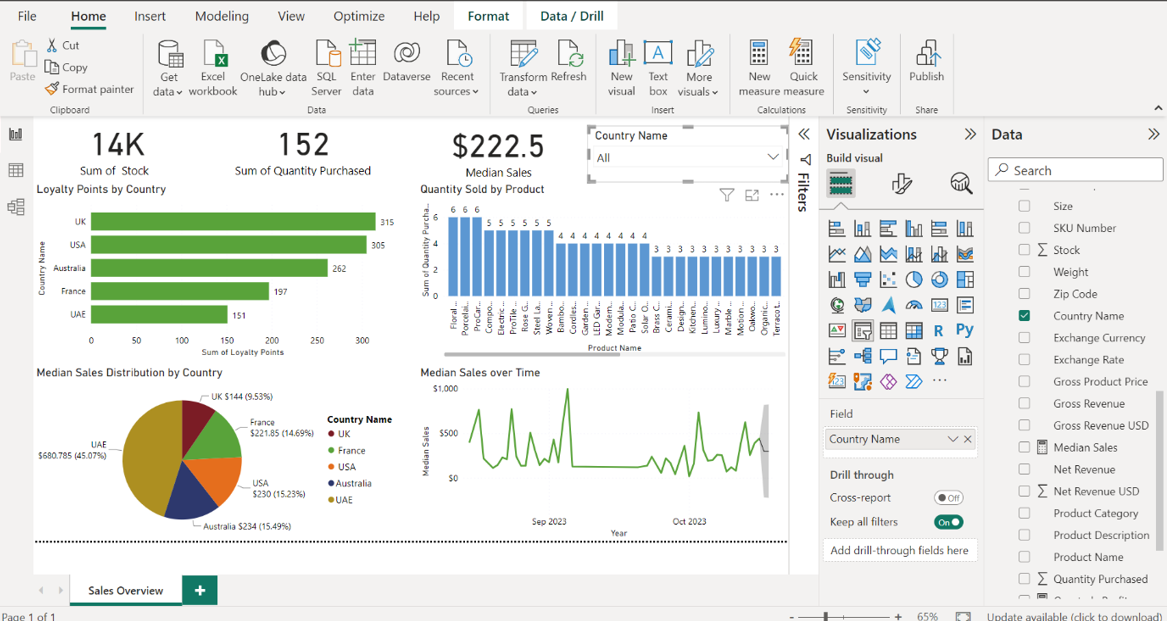 File Home Insert Modeling View Optimize Help Format Data / Drill
Paste
Cut
Copy
Format painter
Clipboard
Get data
Excel workbook
OneLake data hub
SQL Server
Enter data
Dataverse
Recent sources
Data
Transform data
Refresh
Queries
New visual
Text box
More visuals
Insert
New measure
Quick measure
Calculations
Sensitivity
Sensitivity
Publish
Share
14K
Sum of Stock
152
Sum of Quantity Purchased
$222.5
Median Sales
Country Name
All
Loyalty Points by Country
Country Name
UK 315
USA 305
Australia 262
France 197
UAE 151
0 50 100 150 200 250 300
Sum of Loyalty Points
Quantity Sold by Product
Sum of Quantity Purcha...
6
4
2
0
6 6 6 5 5 5 5 5 5 4 4 4 4 4 4 4 4 3 3 3 3 3 3 3 3 3 3 3
Floral ...
Porcelai...
ProCar...
Compo...
Electric...
ProTile ...
Rose G...
Steel La...
Woven ...
Bambo...
Cordles...
Garden...
LED Gar...
Modern...
Modula...
Patio C...
Solar O...
Brass C...
Cerami...
Design...
Kitchen...
Lumino...
Luxury...
Marble ...
Motion ...
Oakwo...
Organic...
Terracot...
Product Name
Median Sales Distribution by Country
UK $144 (9.53%)
France
$221.85 (14.69%)
USA
$230 (15.23%)
Australia $234 (15.49%)
UAE
$680.785 (45.07%)
Country Name
UK
France
USA
Australia
UAE
Median Sales over Time
Median Sales
$1,000
$500
$0
Sep 2023 Oct 2023
Year
Filters
Visualizations
Build visual
123
R
Py
123
...
Field
Country Name
Drill through
Cross-report Off
Keep all filters On
Add drill-through fields here
Data
Search
Size
SKU Number
Stock
Weight
Zip Code
Country Name
Exchange Currency
Exchange Rate
Gross Product Price
Gross Revenue
Gross Revenue USD
Median Sales
Net Revenue
Net Revenue USD
Product Category
Product Description
Product Name
Quantity Purchased
Sales Overview
+
Page 1 of 1
- + 65%
Update available (click to download)